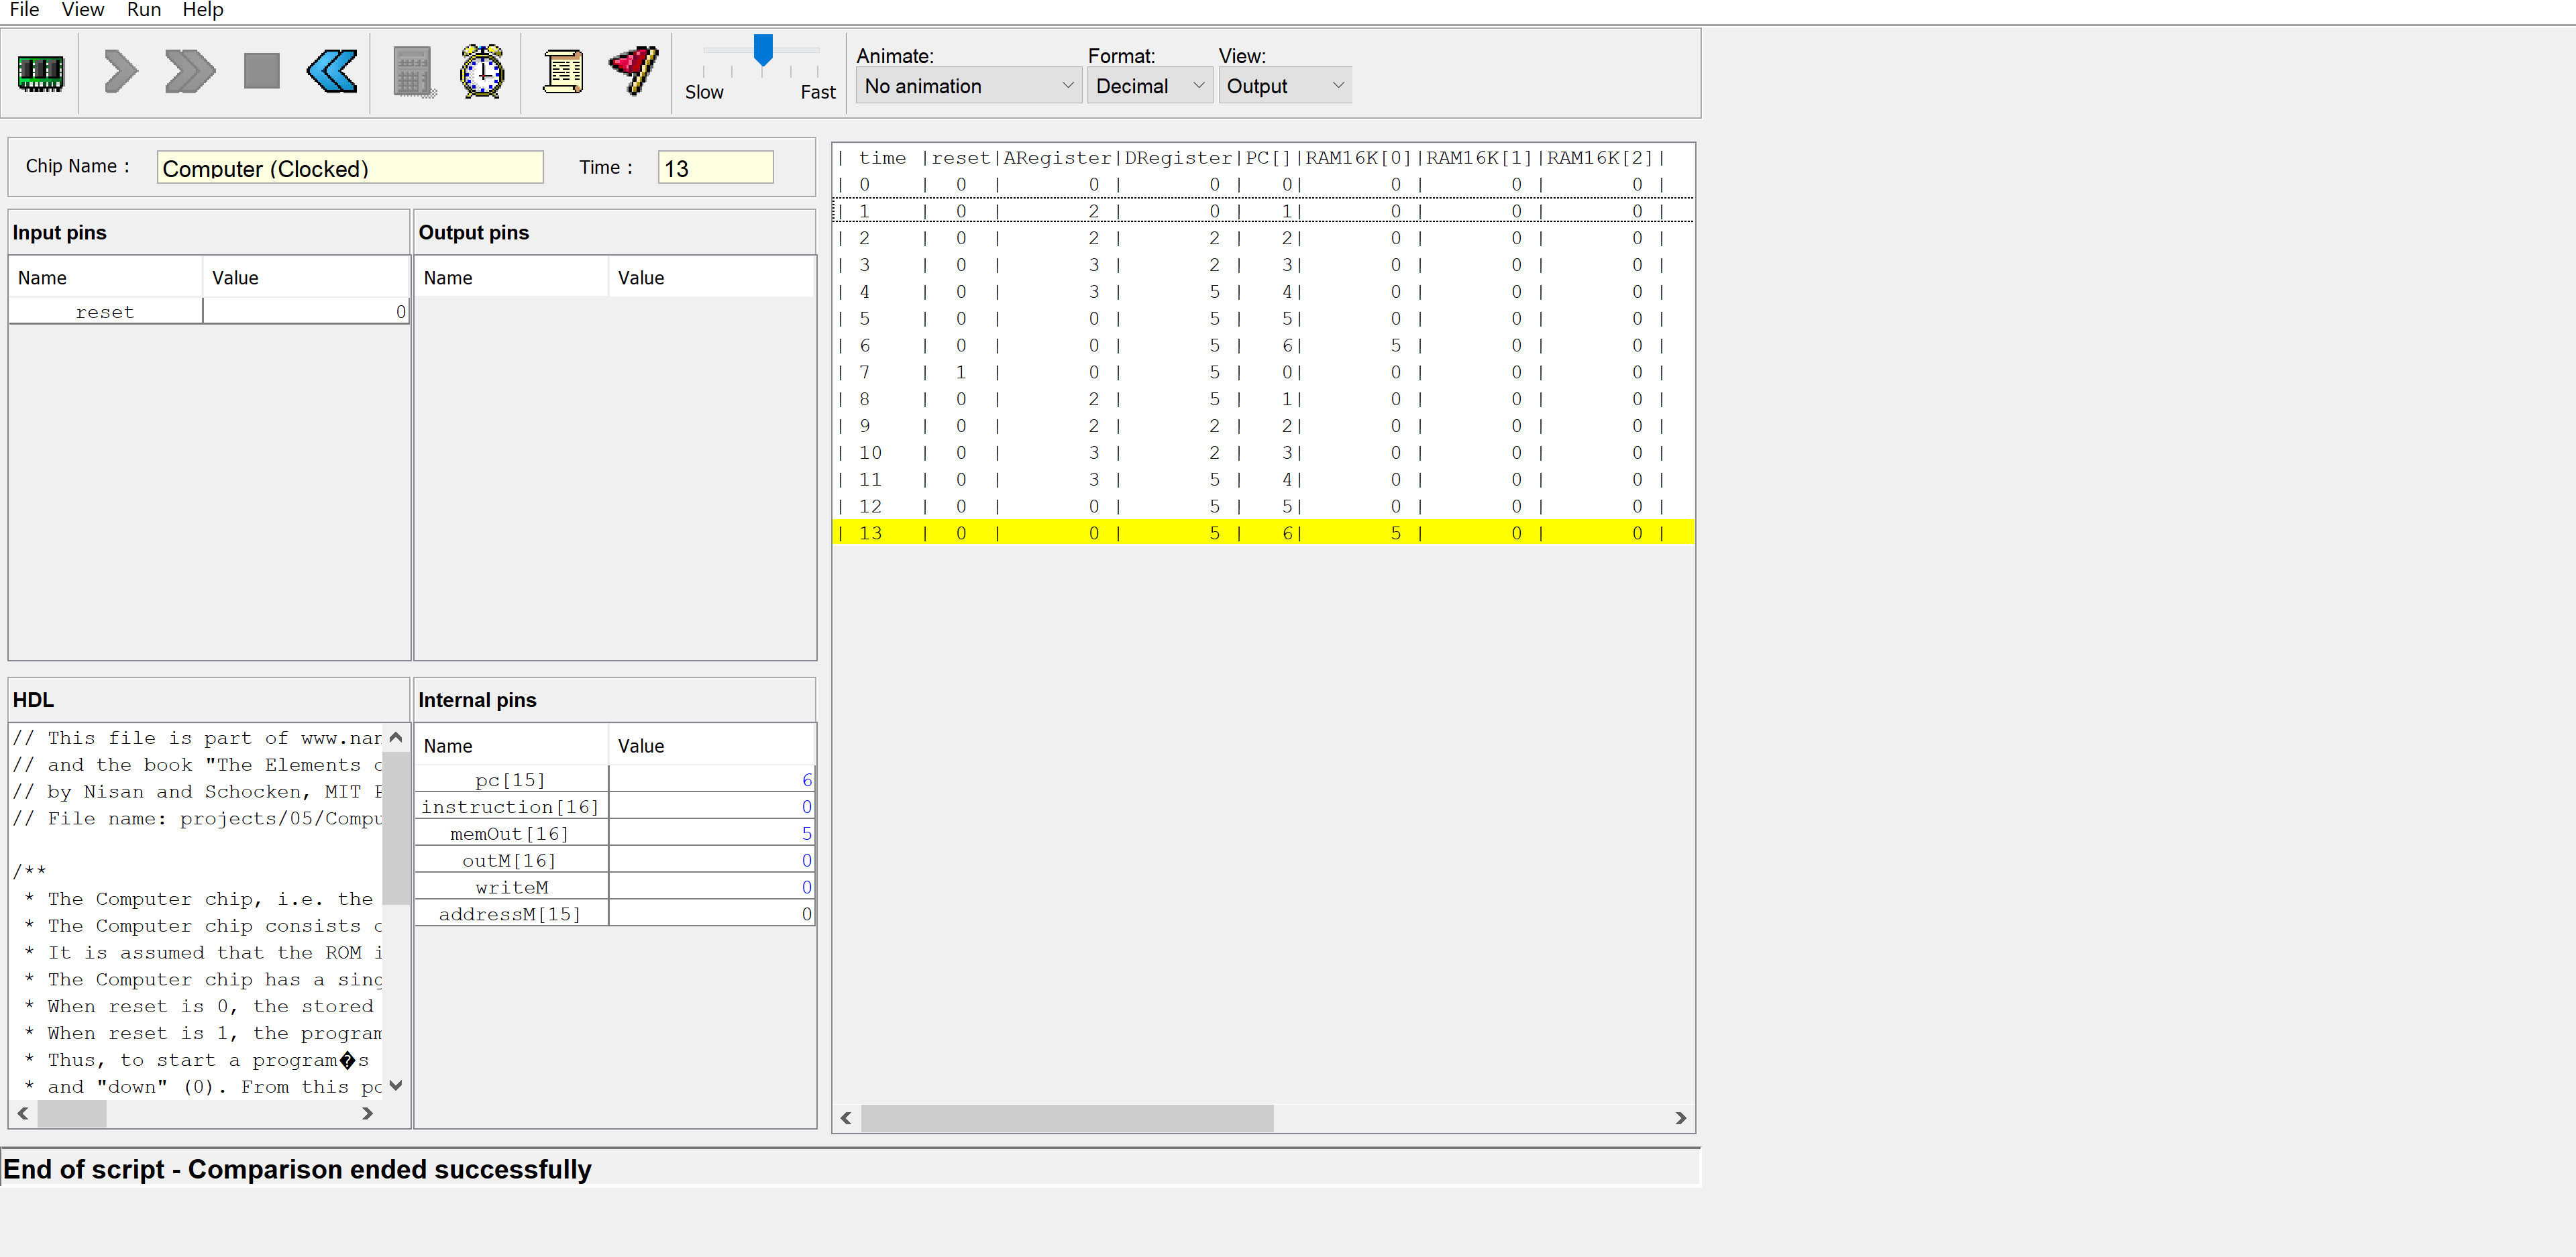 File View Run Help
Animate: Format: View:
Slow Fast No animation Decimal Output
Chip Name : Computer (Clocked) Time : 13
Input pins
Name Value
reset 0
Output pins
Name Value
HDL
// This file is part of www.nan
// and the book "The Elements o
// by Nisan and Schocken, MIT P
// File name: projects/05/Compu
/**
* The Computer chip, i.e. the
* The Computer chip consists o
* It is assumed that the ROM i
* The Computer chip has a sing
* When reset is 0, the stored
* When reset is 1, the program
* Thus, to start a program�s
* and "down" (0). From this po
Internal pins
Name Value
pc[15] 6
instruction[16] 0
memOut[16] 5
outM[16] 0
writeM 0
addressM[15] 0
| time |reset|ARegister|DRegister|PC[]|RAM16K[0]|RAM16K[1]|RAM16K[2]|
| 0 | 0 | 0 | 0 | 0| 0 | 0 | 0 |
| 1 | 0 | 2 | 0 | 1| 0 | 0 | 0 |
| 2 | 0 | 2 | 2 | 2| 0 | 0 | 0 |
| 3 | 0 | 3 | 2 | 3| 0 | 0 | 0 |
| 4 | 0 | 3 | 5 | 4| 0 | 0 | 0 |
| 5 | 0 | 0 | 5 | 5| 0 | 0 | 0 |
| 6 | 0 | 0 | 5 | 6| 5 | 0 | 0 |
| 7 | 1 | 0 | 5 | 0| 0 | 0 | 0 |
| 8 | 0 | 2 | 5 | 1| 0 | 0 | 0 |
| 9 | 0 | 2 | 2 | 2| 0 | 0 | 0 |
| 10 | 0 | 3 | 2 | 3| 0 | 0 | 0 |
| 11 | 0 | 3 | 5 | 4| 0 | 0 | 0 |
| 12 | 0 | 0 | 5 | 5| 0 | 0 | 0 |
| 13 | 0 | 0 | 5 | 6| 5 | 0 | 0 |
End of script - Comparison ended successfully